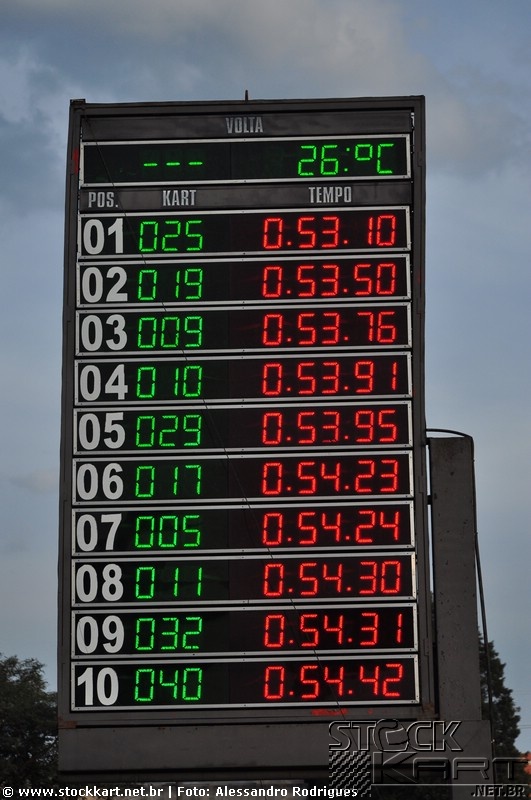 VOLTA
--- 26:ºC
POS. KART TEMPO
01 025 0.53.10
02 019 0.53.50
03 009 0.53.76
04 010 0.53.91
05 029 0.53.95
06 017 0.54.23
07 005 0.54.24
08 011 0.54.30
09 032 0.54.31
10 040 0.54.42
STOCK
KART
.NET.BR
© www.stockkart.net.br | Foto: Alessandro Rodrigues